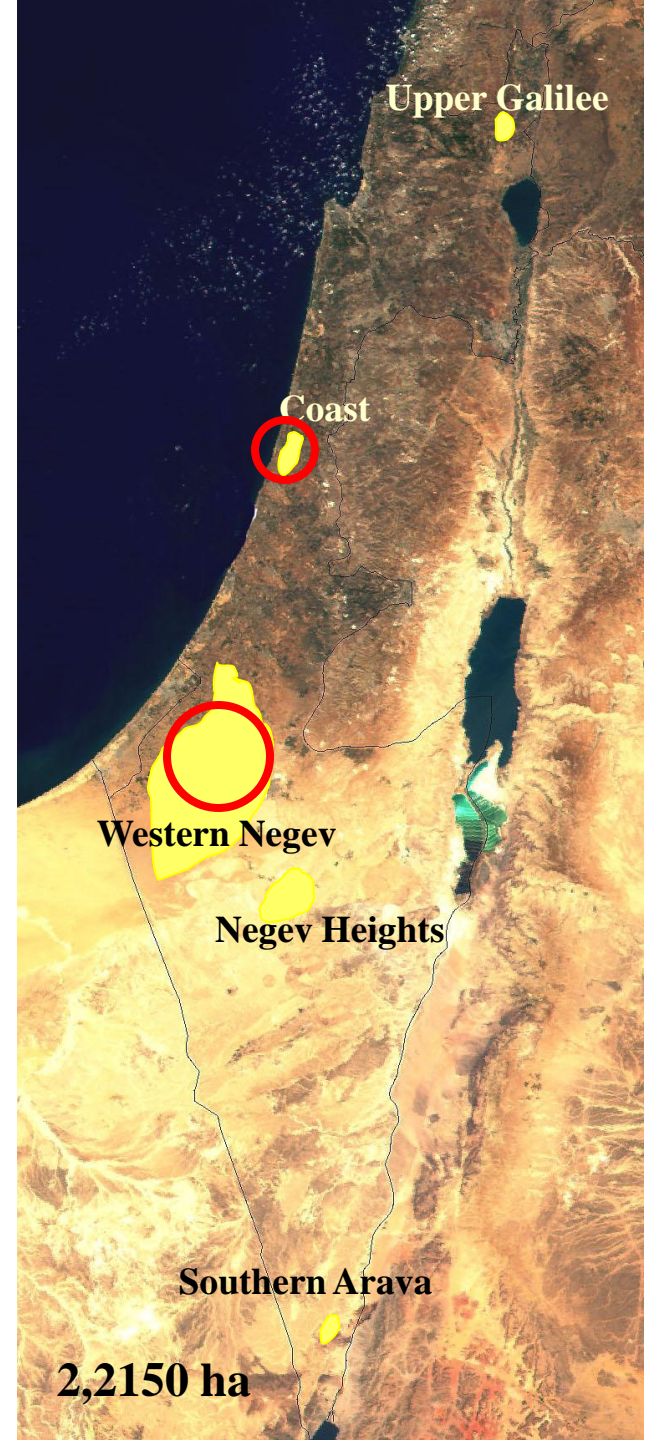 Upper Galilee
Coast
Western Negev
Negev Heights
Southern Arava
2,2150 ha